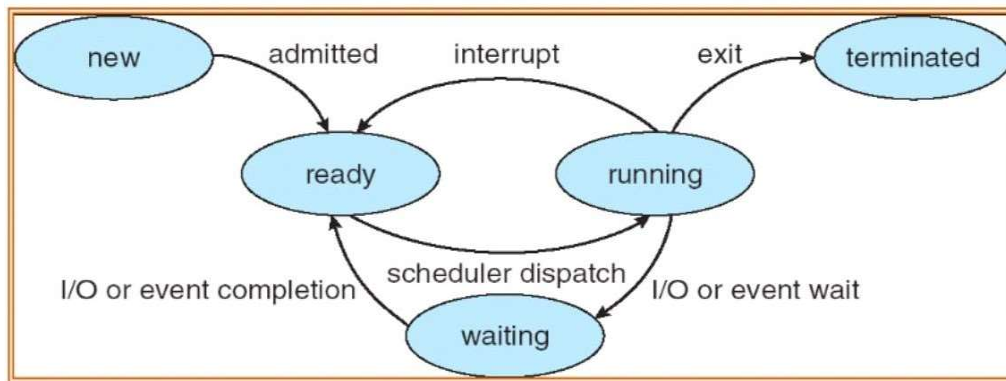 new
admitted
interrupt
exit
terminated
ready
running
I/O or event completion
scheduler dispatch
I/O or event wait
waiting